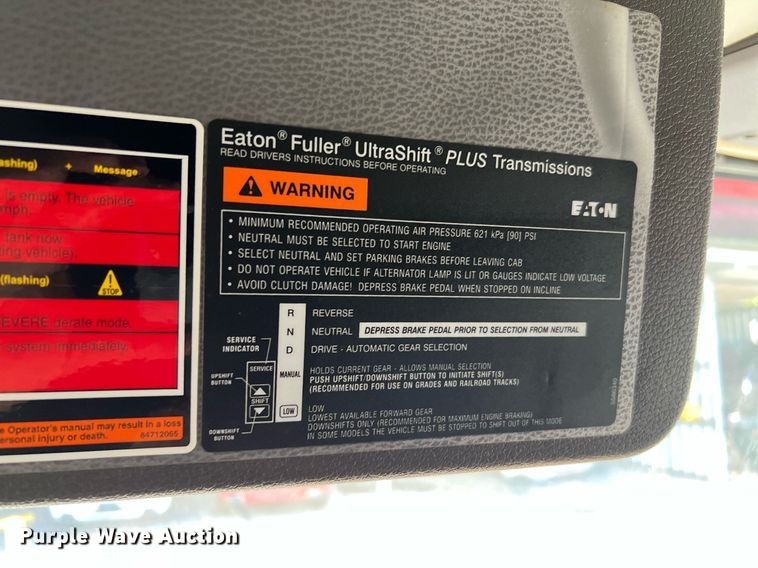 ashing) + Message
is empty. The vehicle
mph.
tank now
ing vehicle).
(flashing)
STOP
SEVERE derate mode.
system immediately.
e Operator's manual may result in a loss
ersonal injury or death. 84712065
Eaton® Fuller® UltraShift® PLUS Transmissions
READ DRIVERS INSTRUCTIONS BEFORE OPERATING
WARNING
EATON
• MINIMUM RECOMMENDED OPERATING AIR PRESSURE 621 kPa [90] PSI
• NEUTRAL MUST BE SELECTED TO START ENGINE
• SELECT NEUTRAL AND SET PARKING BRAKES BEFORE LEAVING CAB
• DO NOT OPERATE VEHICLE IF ALTERNATOR LAMP IS LIT OR GAUGES INDICATE LOW VOLTAGE
• AVOID CLUTCH DAMAGE! DEPRESS BRAKE PEDAL WHEN STOPPED ON INCLINE
R REVERSE
N NEUTRAL DEPRESS BRAKE PEDAL PRIOR TO SELECTION FROM NEUTRAL
D DRIVE - AUTOMATIC GEAR SELECTION
MANUAL HOLDS CURRENT GEAR - ALLOWS MANUAL SELECTION
PUSH UPSHIFT/DOWNSHIFT BUTTON TO INITIATE SHIFT(S)
(RECOMMENDED FOR USE ON GRADES AND RAILROAD TRACKS)
LOW LOW
LOWEST AVAILABLE FORWARD GEAR
DOWNSHIFTS ONLY (RECOMMENDED FOR MAXIMUM ENGINE BRAKING)
IN SOME MODELS THE VEHICLE MUST BE STOPPED TO SHIFT OUT OF THIS MODE
SERVICE
INDICATOR
UPSHIFT
BUTTON
SERVICE
SHIFT
DOWNSHIFT
BUTTON
Purple Wave Auction